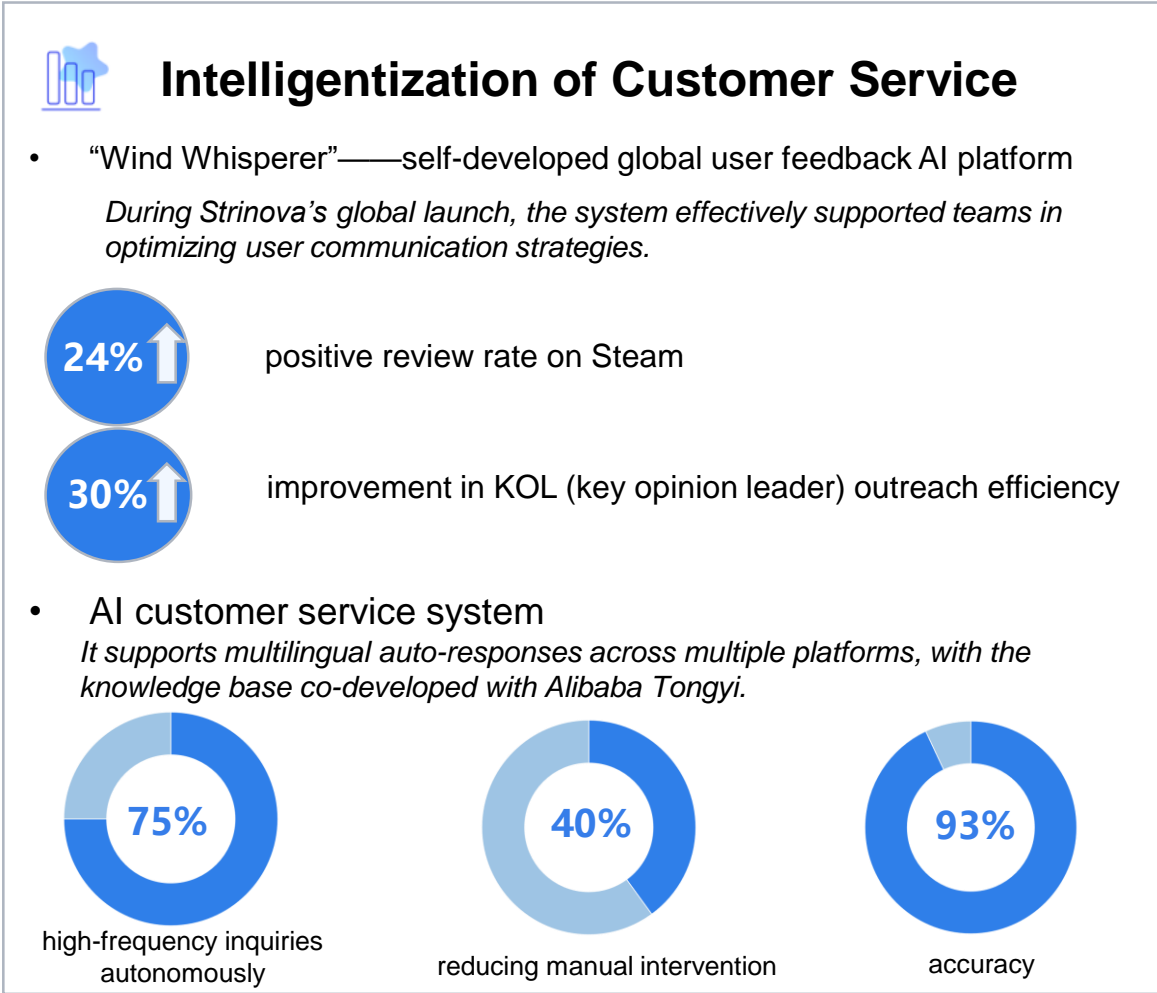 Intelligentization of Customer Service
• “Wind Whisperer”——self-developed global user feedback AI platform
During Strinova’s global launch, the system effectively supported teams in
optimizing user communication strategies.
24%
positive review rate on Steam
30%
improvement in KOL (key opinion leader) outreach efficiency
• AI customer service system
It supports multilingual auto-responses across multiple platforms, with the
knowledge base co-developed with Alibaba Tongyi.
75%
40%
93%
high-frequency inquiries
autonomously
reducing manual intervention
accuracy